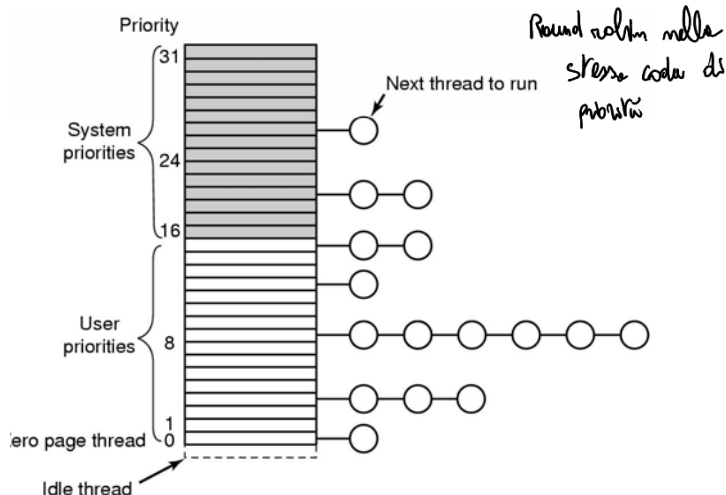 Priority
Round robin nella
stessa coda di
priorità
31
Next thread to run
System
priorities
24
16
User
priorities
8
1
ero page thread
0
Idle thread